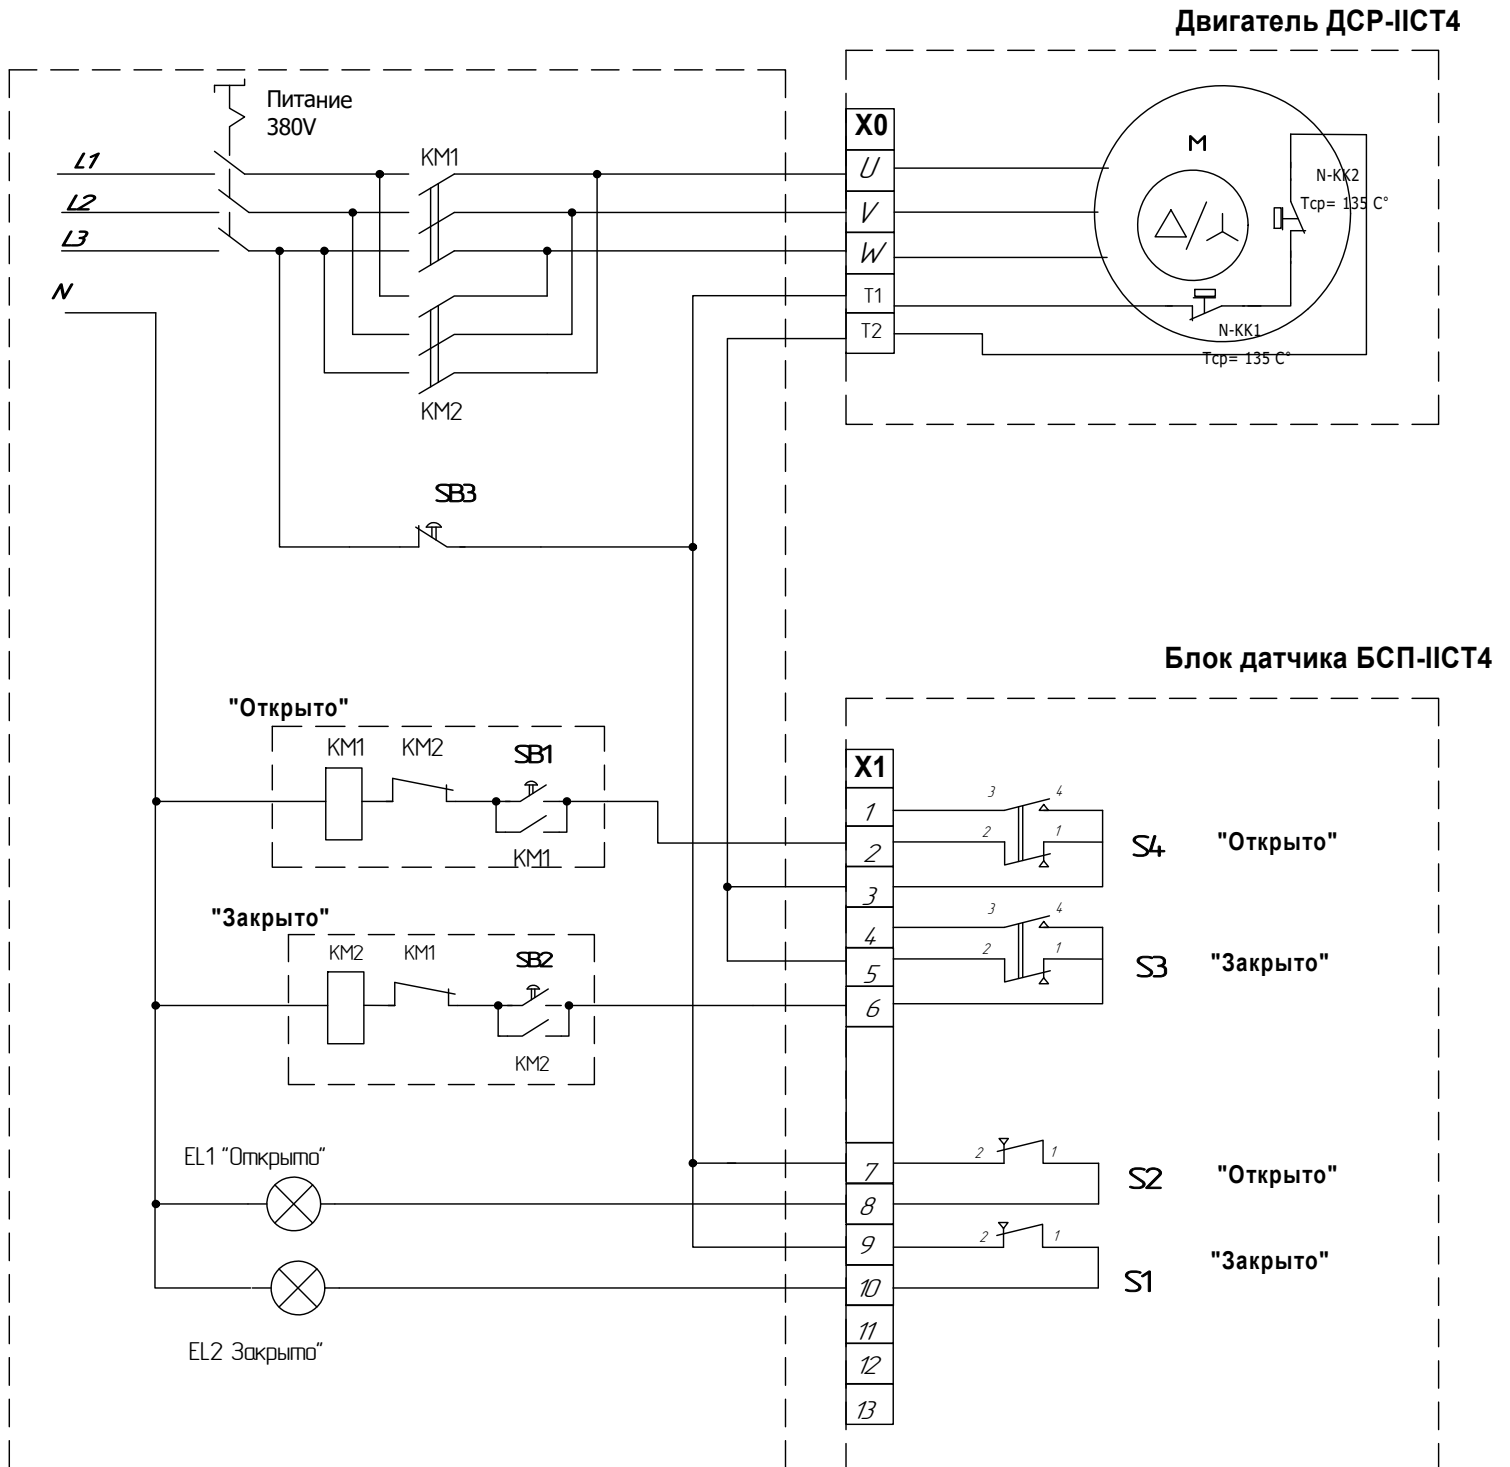 Двигатель ДСР-IIСТ4
Питание
380V
L1
L2
L3
N
KM1
KM2
X0
U
V
W
T1
T2
M
N-KK2
Tcp= 135 C°
N-KK1
Tcp= 135 C°
SB3
Блок датчика БСП-IIСТ4
"Открыто"
KM1
KM2
SB1
KM1
"Закрыто"
KM2
KM1
SB2
KM2
EL1 "Открыто"
EL2 Закрыто"
X1
1
2
3
4
5
6
7
8
9
10
11
12
13
3
4
2
1
S4
"Открыто"
3
4
2
1
S3
"Закрыто"
2
1
S2
"Открыто"
2
1
S1
"Закрыто"